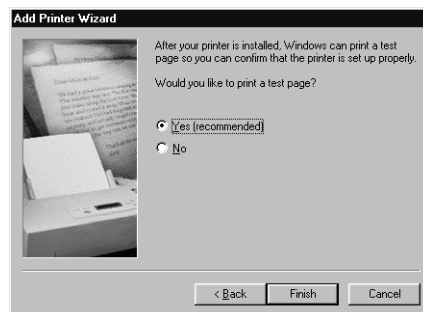 Add Printer Wizard
After your printer is installed, Windows can print a test
page so you can confirm that the printer is set up properly.
Would you like to print a test page?
Yes (recommended)
No
< Back
Finish
Cancel